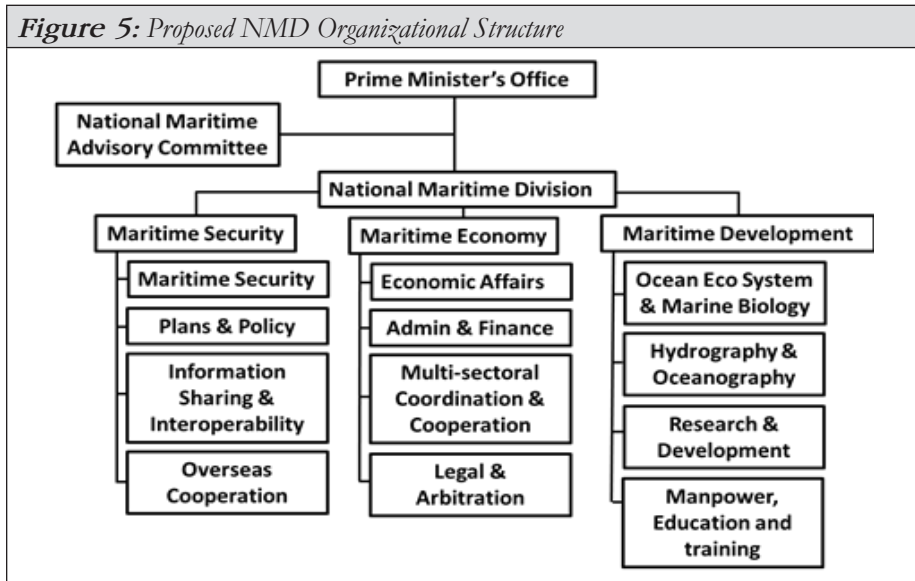 Figure 5: Proposed NMD Organizational Structure
Prime Minister's Office
National Maritime
Advisory Committee
National Maritime Division
Maritime Security
Maritime Security
Plans & Policy
Information
Sharing &
Interoperability
Overseas
Cooperation
Maritime Economy
Economic Affairs
Admin & Finance
Multi-sectoral
Coordination &
Cooperation
Legal &
Arbitration
Maritime Development
Ocean Eco System
& Marine Biology
Hydrography &
Oceanography
Research &
Development
Manpower,
Education and
training